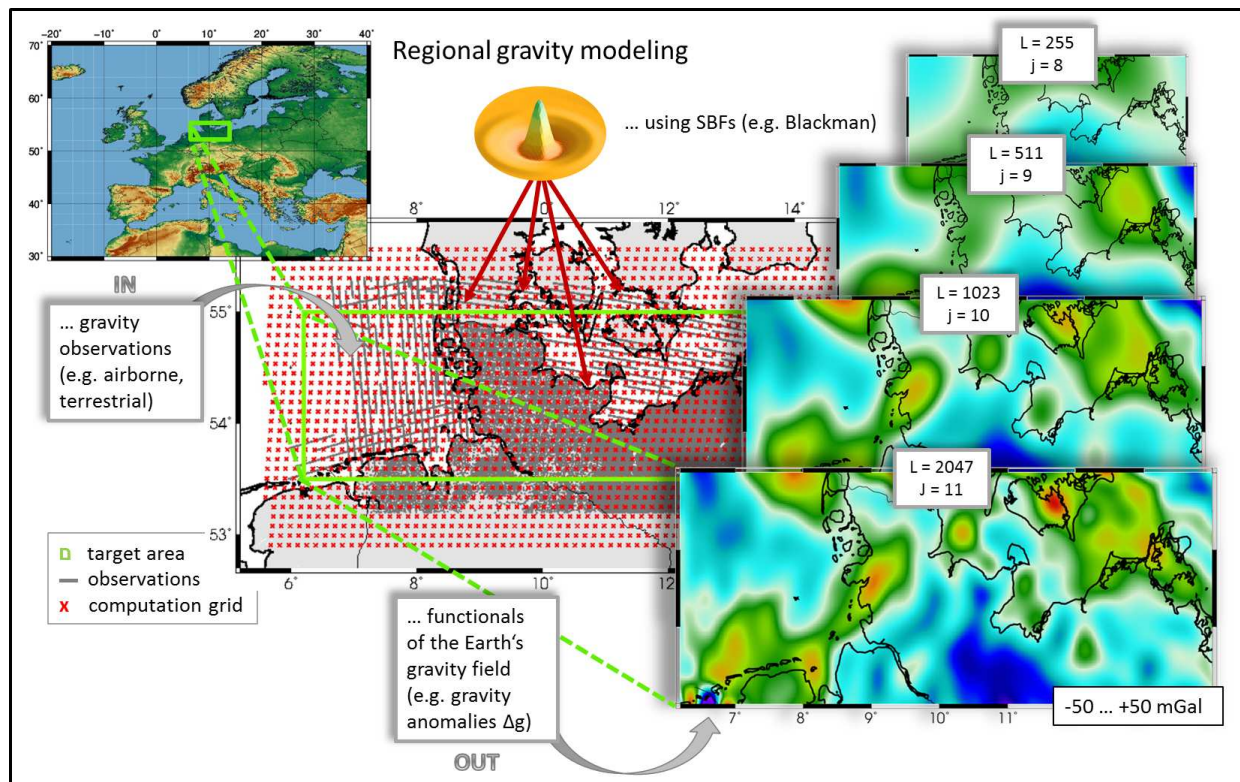 -20° -10° 0° 10° 20° 30° 40°
70°
60°
50°
40°
30°
Regional gravity modeling
... using SBFs (e.g. Blackman)
L = 255
j = 8
L = 511
j = 9
L = 1023
j = 10
L = 2047
J = 11
8° 0° 12° 14°
IN
... gravity
observations
(e.g. airborne,
terrestrial)
55°
54°
53°
6° 8° 10° 12
target area
observations
x computation grid
... functionals
of the Earth‘s
gravity field
(e.g. gravity
anomalies Δg)
OUT
7° 8° 9° 10° 11°
-50 ... +50 mGal